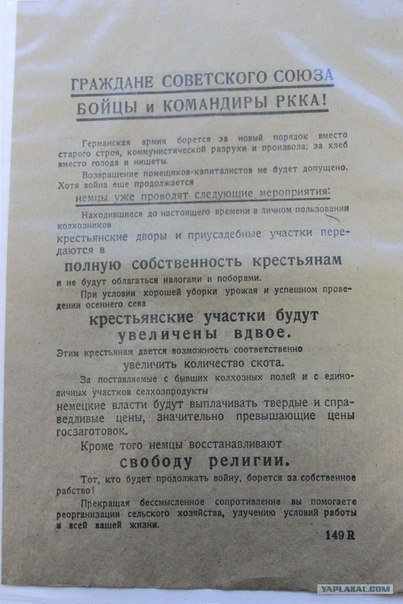 ГРАЖДАНЕ СОВЕТСКОГО СОЮЗА
БОЙЦЫ и КОМАНДИРЫ РККА!
Германская армия борется за новый порядок вместо
старого строя, коммунистической разрухи и произвола: за хлеб
вместо голода и нищеты.
Возвращение помещиков-капиталистов не будет допущено.
Хотя война еще продолжается
немцы уже проводят следующие мероприятия:
Находившиеся до настоящего времени в личном пользовании
колхозников
крестьянские дворы и приусадебные участки пере-
даются в
полную собственность крестьянам
и не будут облагаться налогами и поборами.
При условии хорошей уборки урожая и успешном прове-
дении осеннего сева
крестьянские участки будут
увеличены вдвое.
Этим крестьянам дается возможность соответственно
увеличить количество скота.
За поставляемые с бывших колхозных полей и с едино-
личных участков селхозпродукты
немецкие власти будут выплачивать твердые и спра-
ведливые цены, значительно превышающие цены
госзаготовок.
Кроме того немцы восстанавливают
свободу религии.
Тот, кто будет продолжать войну, борется за собственное
рабство!
Прекращая бессмысленное сопротивление вы помогаете
реорганизации сельского хозяйства, улучению условий работы
и всей вашей жизни.
149 R
YAPLAKAL.COM